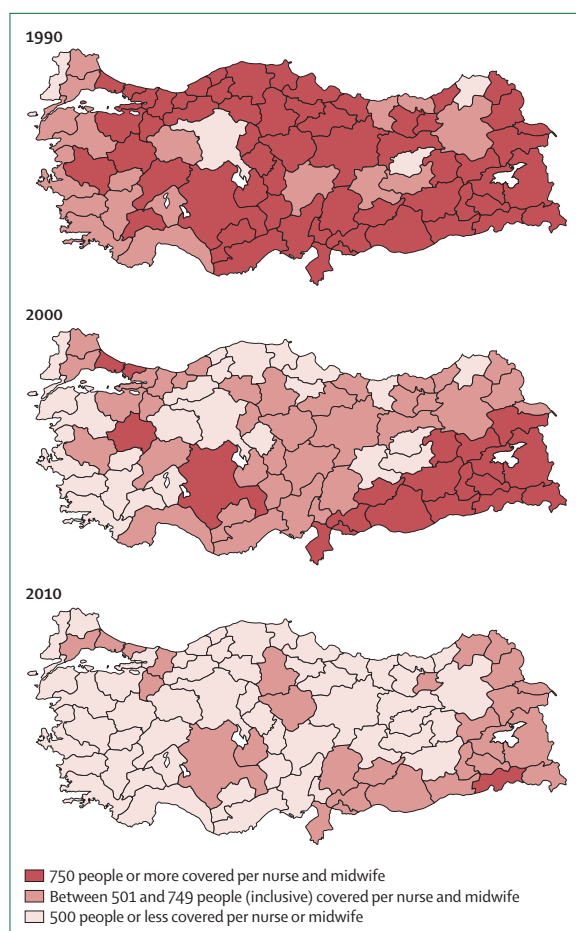 1990
2000
2010
750 people or more covered per nurse and midwife
Between 501 and 749 people (inclusive) covered per nurse and midwife
500 people or less covered per nurse or midwife